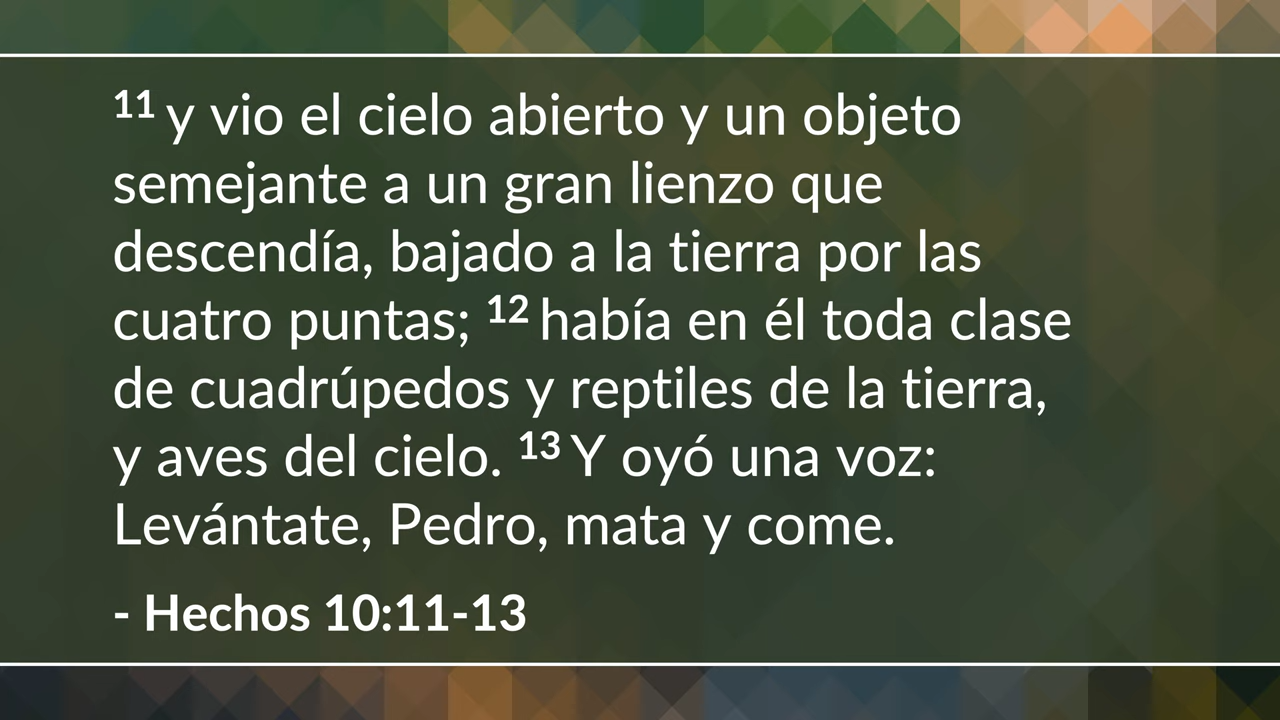 11 y vio el cielo abierto y un objeto
semejante a un gran lienzo que
descendía, bajado a la tierra por las
cuatro puntas; 12 había en él toda clase
de cuadrúpedos y reptiles de la tierra,
y aves del cielo. 13 Y oyó una voz:
Levántate, Pedro, mata y come.
- Hechos 10:11-13